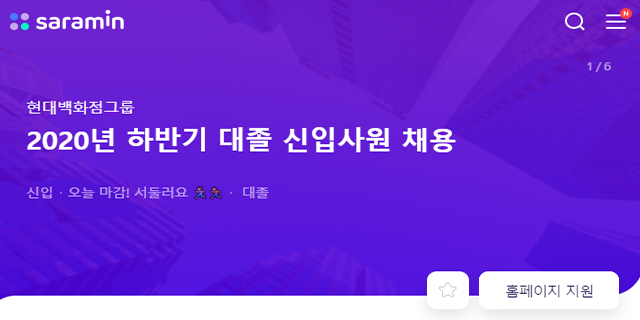 saramin
N
1 / 6
현대백화점그룹
2020년 하반기 대졸 신입사원 채용
신입 · 오늘 마감! 서둘러요 🏃🏃 · 대졸
홈페이지 지원